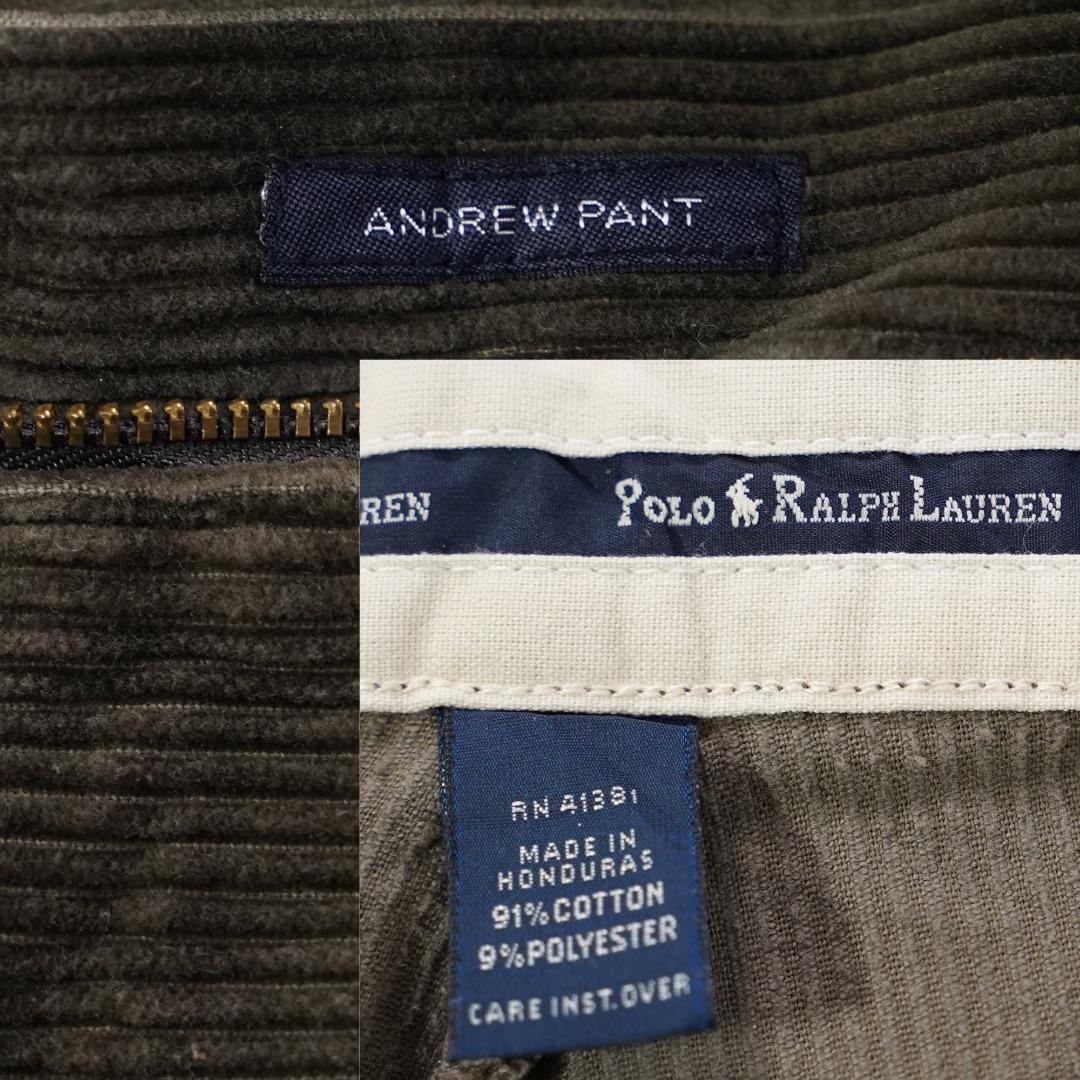 ANDREW PANT
REN POLO RALPH LAUREN
RN 41381
MADE IN
HONDURAS
91% COTTON
9% POLYESTER
CARE INST. OVER